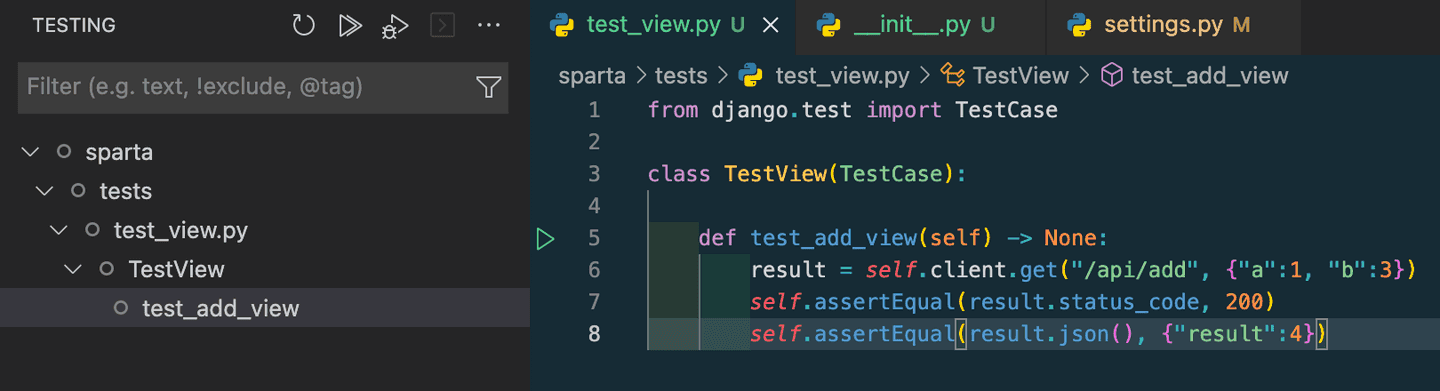 TESTING
Filter (e.g. text, !exclude, @tag)
sparta
tests
test_view.py
TestView
test_add_view
test_view.py U
__init__.py U
settings.py M
sparta > tests > test_view.py > TestView > test_add_view
1 from django.test import TestCase
2
3 class TestView(TestCase):
4
5 def test_add_view(self) -> None:
6 result = self.client.get("/api/add", {"a":1, "b":3})
7 self.assertEqual(result.status_code, 200)
8 self.assertEqual(result.json(), {"result":4})